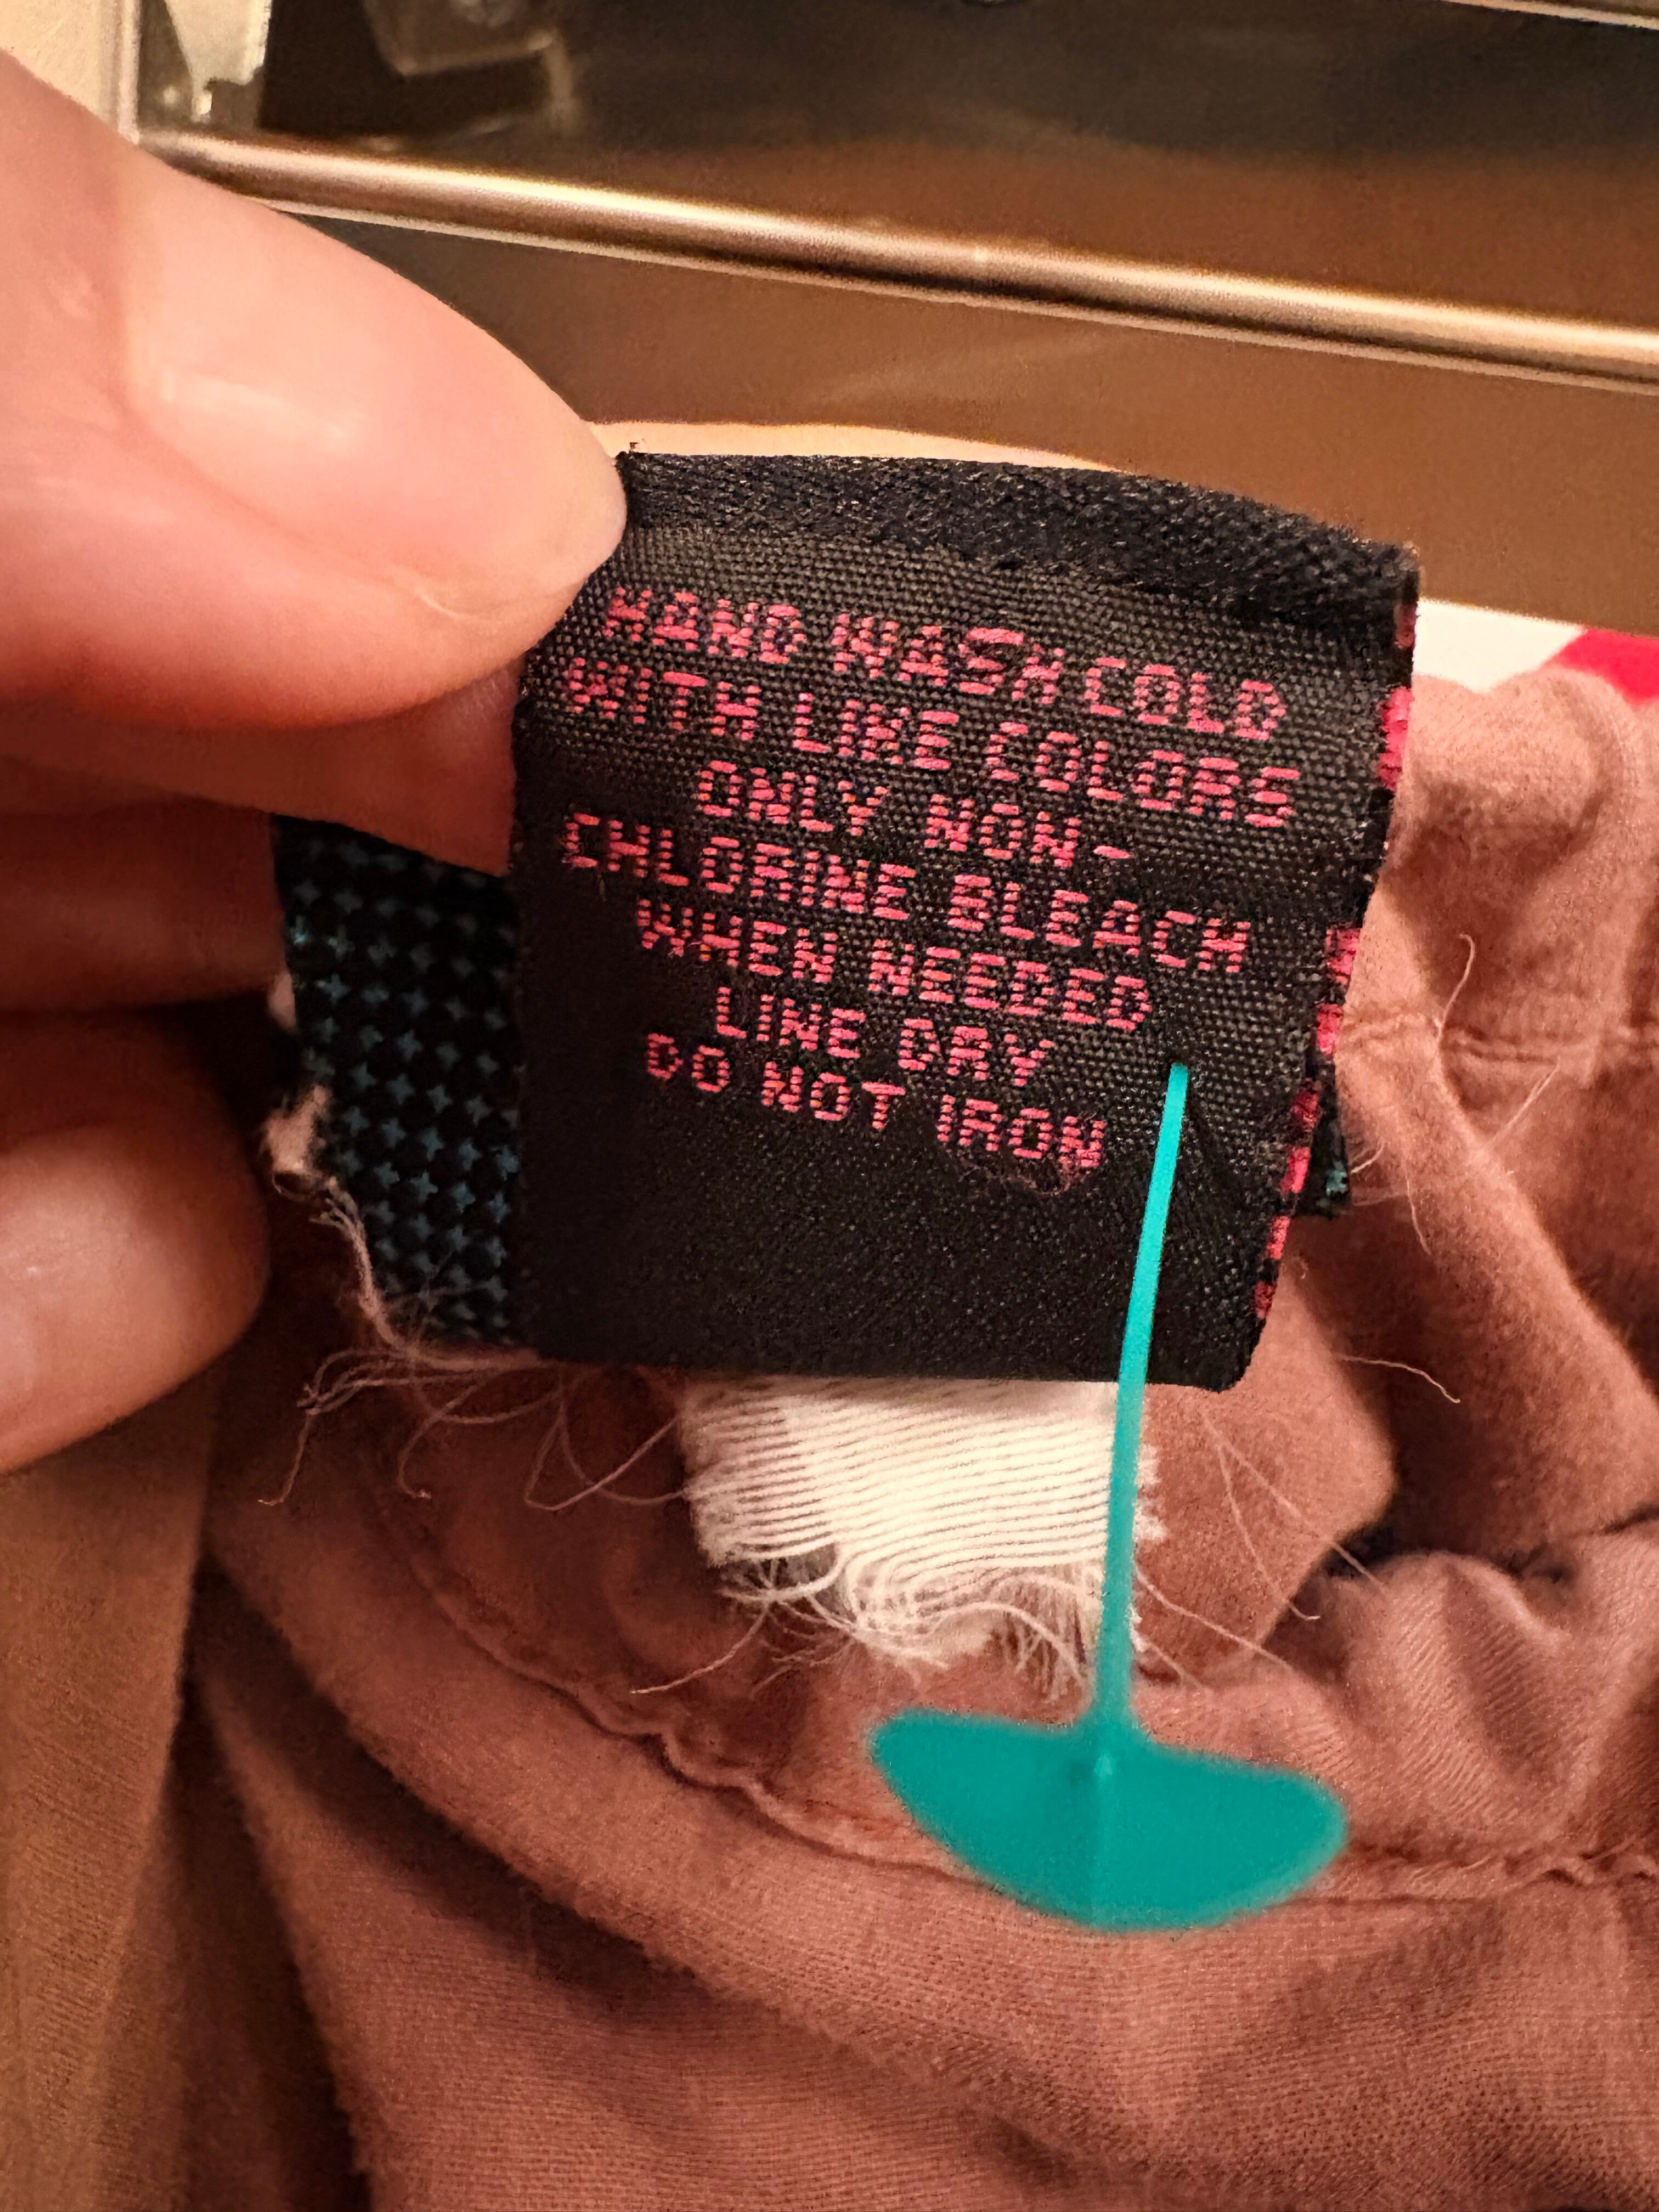 HAND WASH COLD
WITH LIKE COLORS
ONLY NON-
CHLORINE BLEACH
WHEN NEEDED
LINE DRY
DO NOT IRON